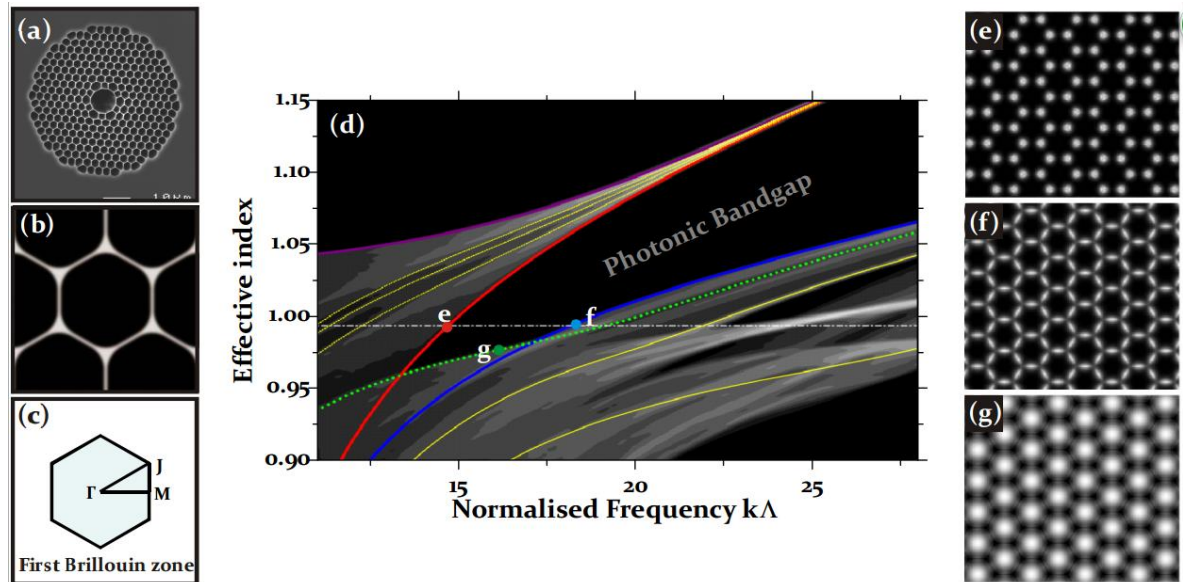 (a)
10µm
(b)
(c)
Γ
J
M
First Brillouin zone
(d)
Effective index
1.15
1.10
1.05
1.00
0.95
0.90
Photonic Bandgap
e
f
g
15
20
25
Normalised Frequency kΛ
(e)
(f)
(g)